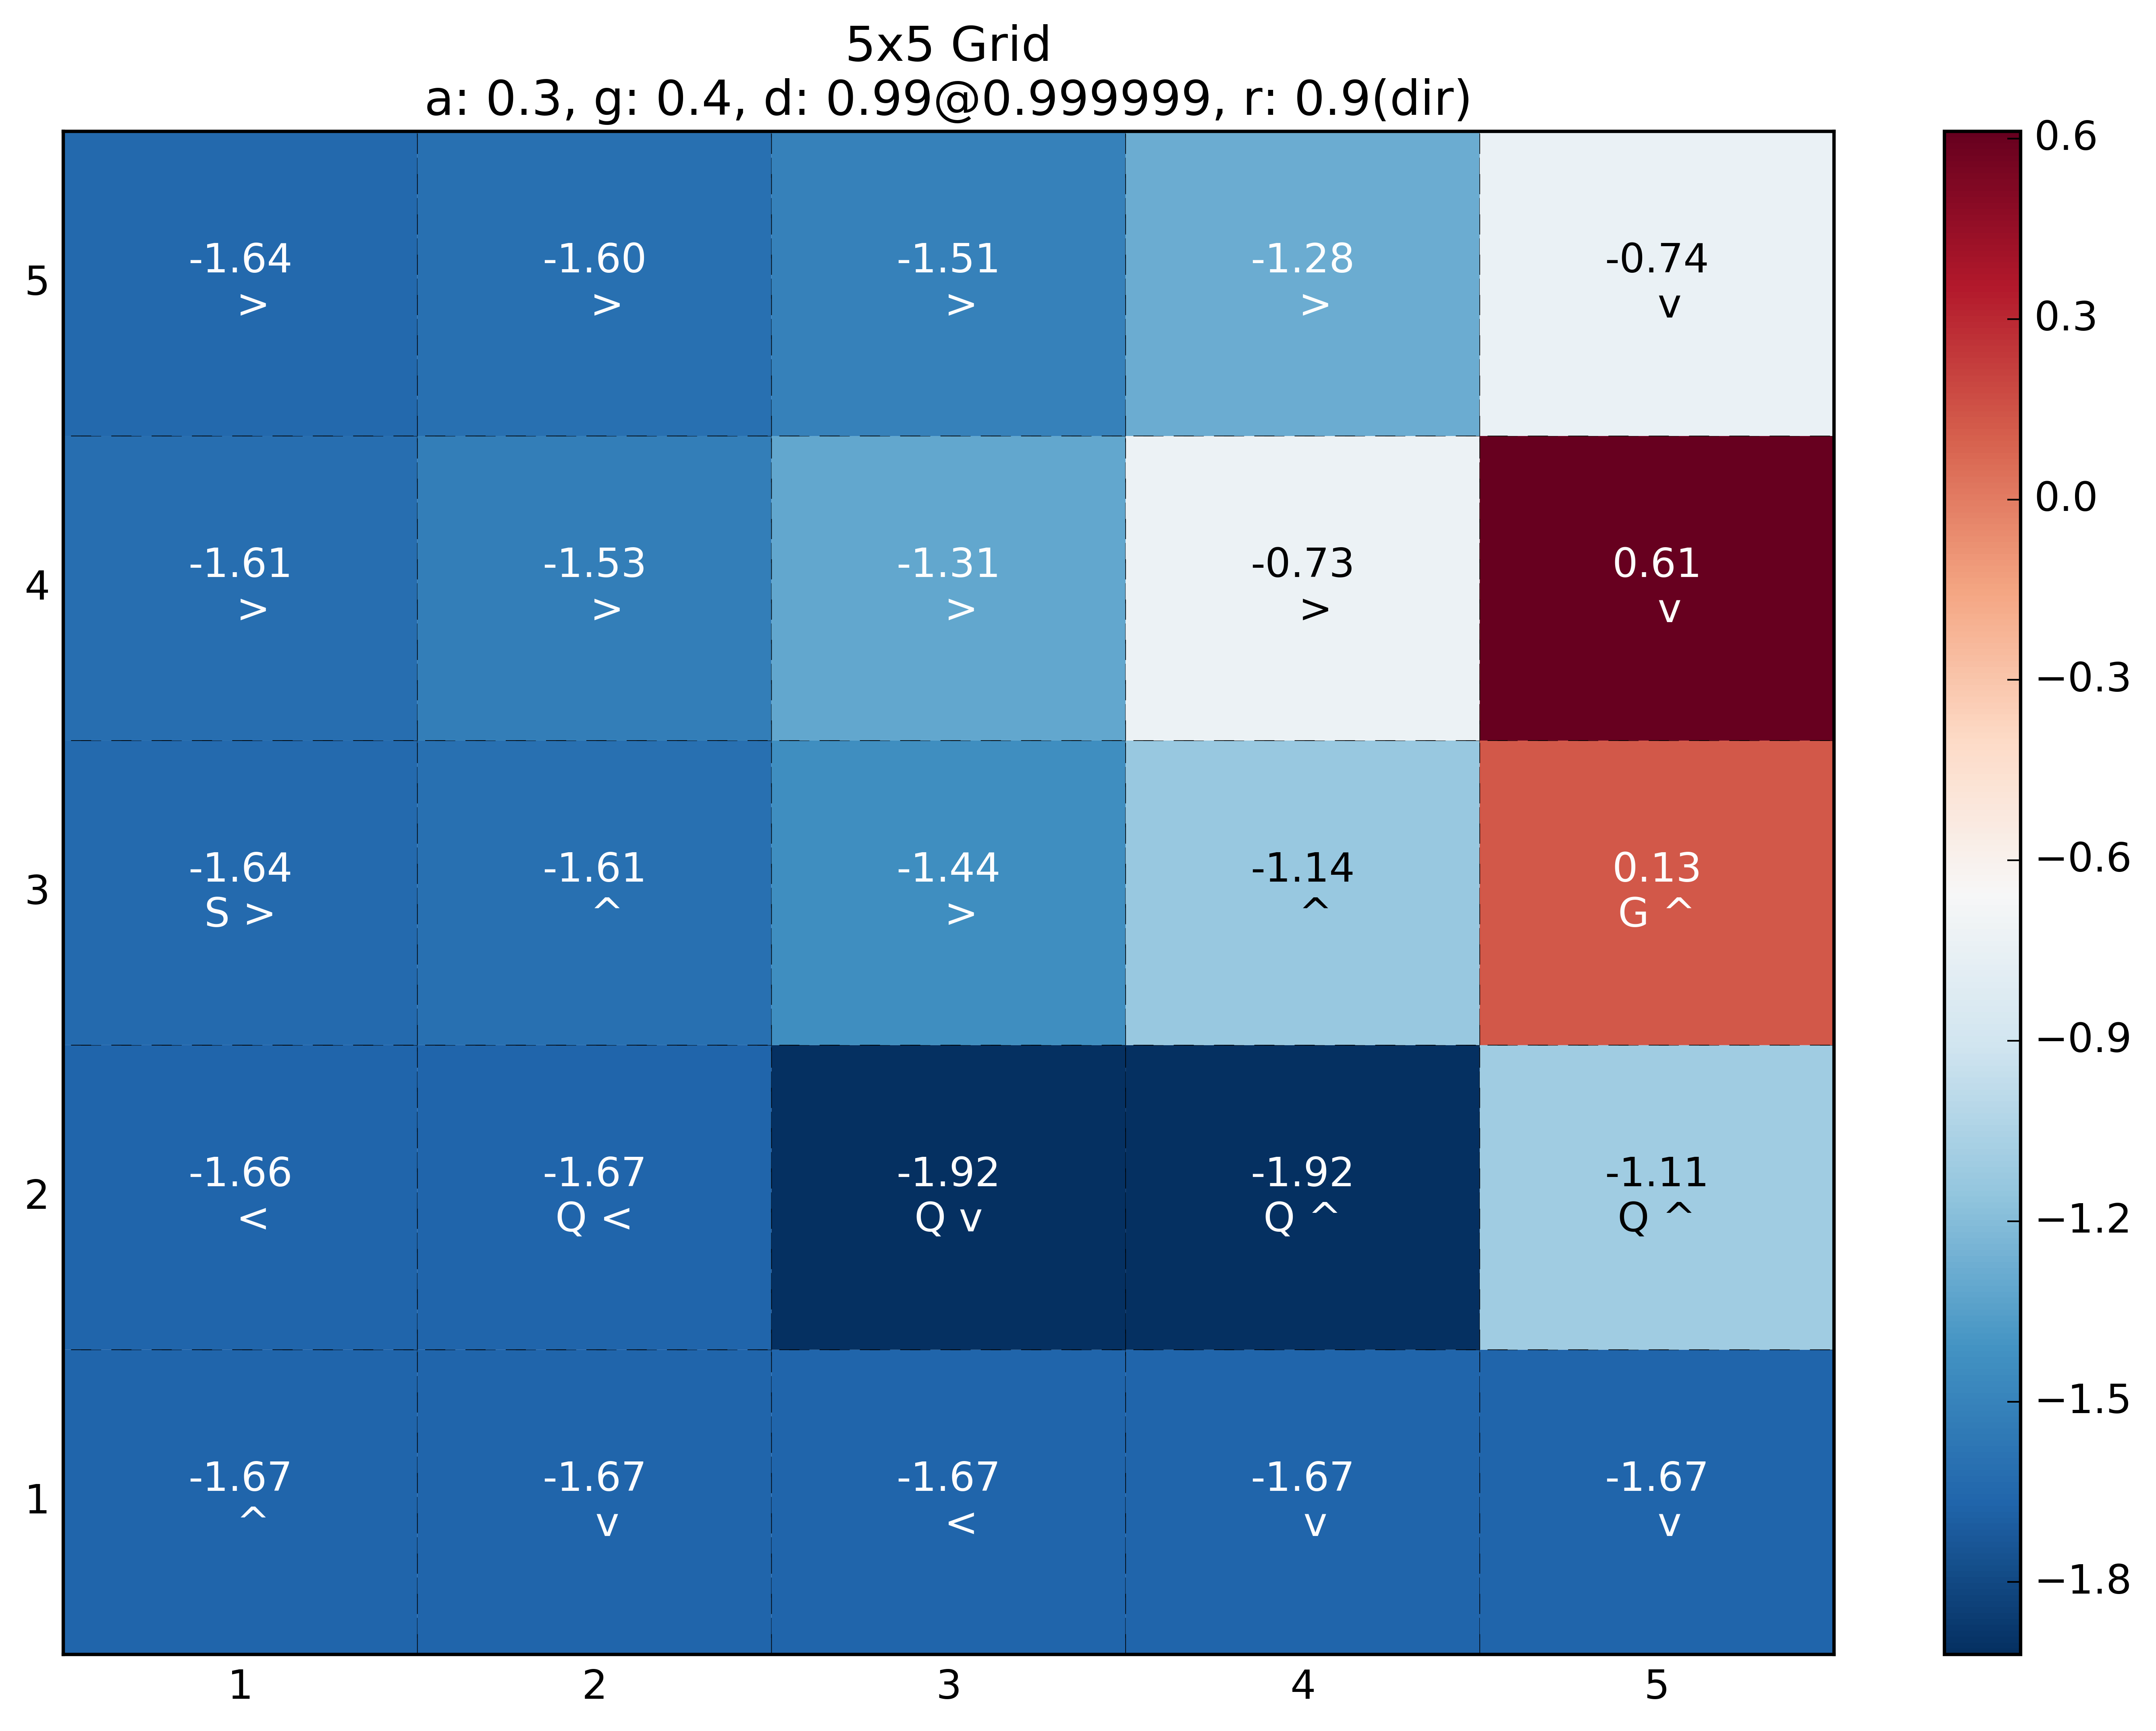 5x5 Grid
a: 0.3, g: 0.4, d: 0.99@0.999999, r: 0.9(dir)
5 -1.64 -1.60 -1.51 -1.28 -0.74
> > > > v
4 -1.61 -1.53 -1.31 -0.73 0.61
> > > > v
3 -1.64 -1.61 -1.44 -1.14 0.13
S > ^ > ^ G ^
2 -1.66 -1.67 -1.92 -1.92 -1.11
< Q < Q v Q ^ Q ^
1 -1.67 -1.67 -1.67 -1.67 -1.67
^ v < v v
1 2 3 4 5
0.6
0.3
0.0
−0.3
−0.6
−0.9
−1.2
−1.5
−1.8